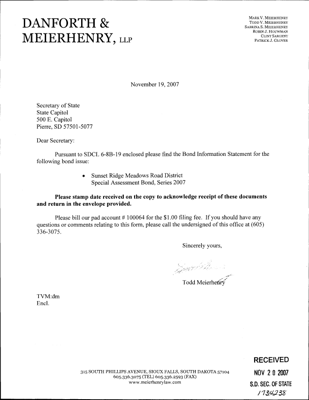 DANFORTH &
MEIERHENRY, LLP
MARK V. MEIERHENRY
TODD V. MEIERHENRY
SABRINA S. MEIERHENRY
CLINT SARGENT
PATRICK J. GLOVER
November 19, 2007
Secretary of State
State Capitol
500 E. Capitol
Pierre, SD 57501-5077
Dear Secretary:
Pursuant to SDCL 6-8B-19 enclosed please find the Bond Information Statement for the
following bond issue:
• Sunset Ridge Meadows Road District
Special Assessment Bond, Series 2007
Please stamp date received on the copy to acknowledge receipt of these documents
and return in the envelope provided.
Please bill our pad account # 100064 for the $1.00 filing fee. If you should have any
questions or comments relating to this form, please call the undersigned of this office at (605)
336-3075.
Sincerely yours,
Todd Meierhenry
TVM:dm
Encl.
315 SOUTH PHILLIPS AVENUE, SIOUX FALLS, SOUTH DAKOTA 57104
605.336.3075 (TEL) 605.336.2593 (FAX)
www.meierhenrylaw.com
RECEIVED
NOV 20 2007
S.D. SEC. OF STATE
1734238